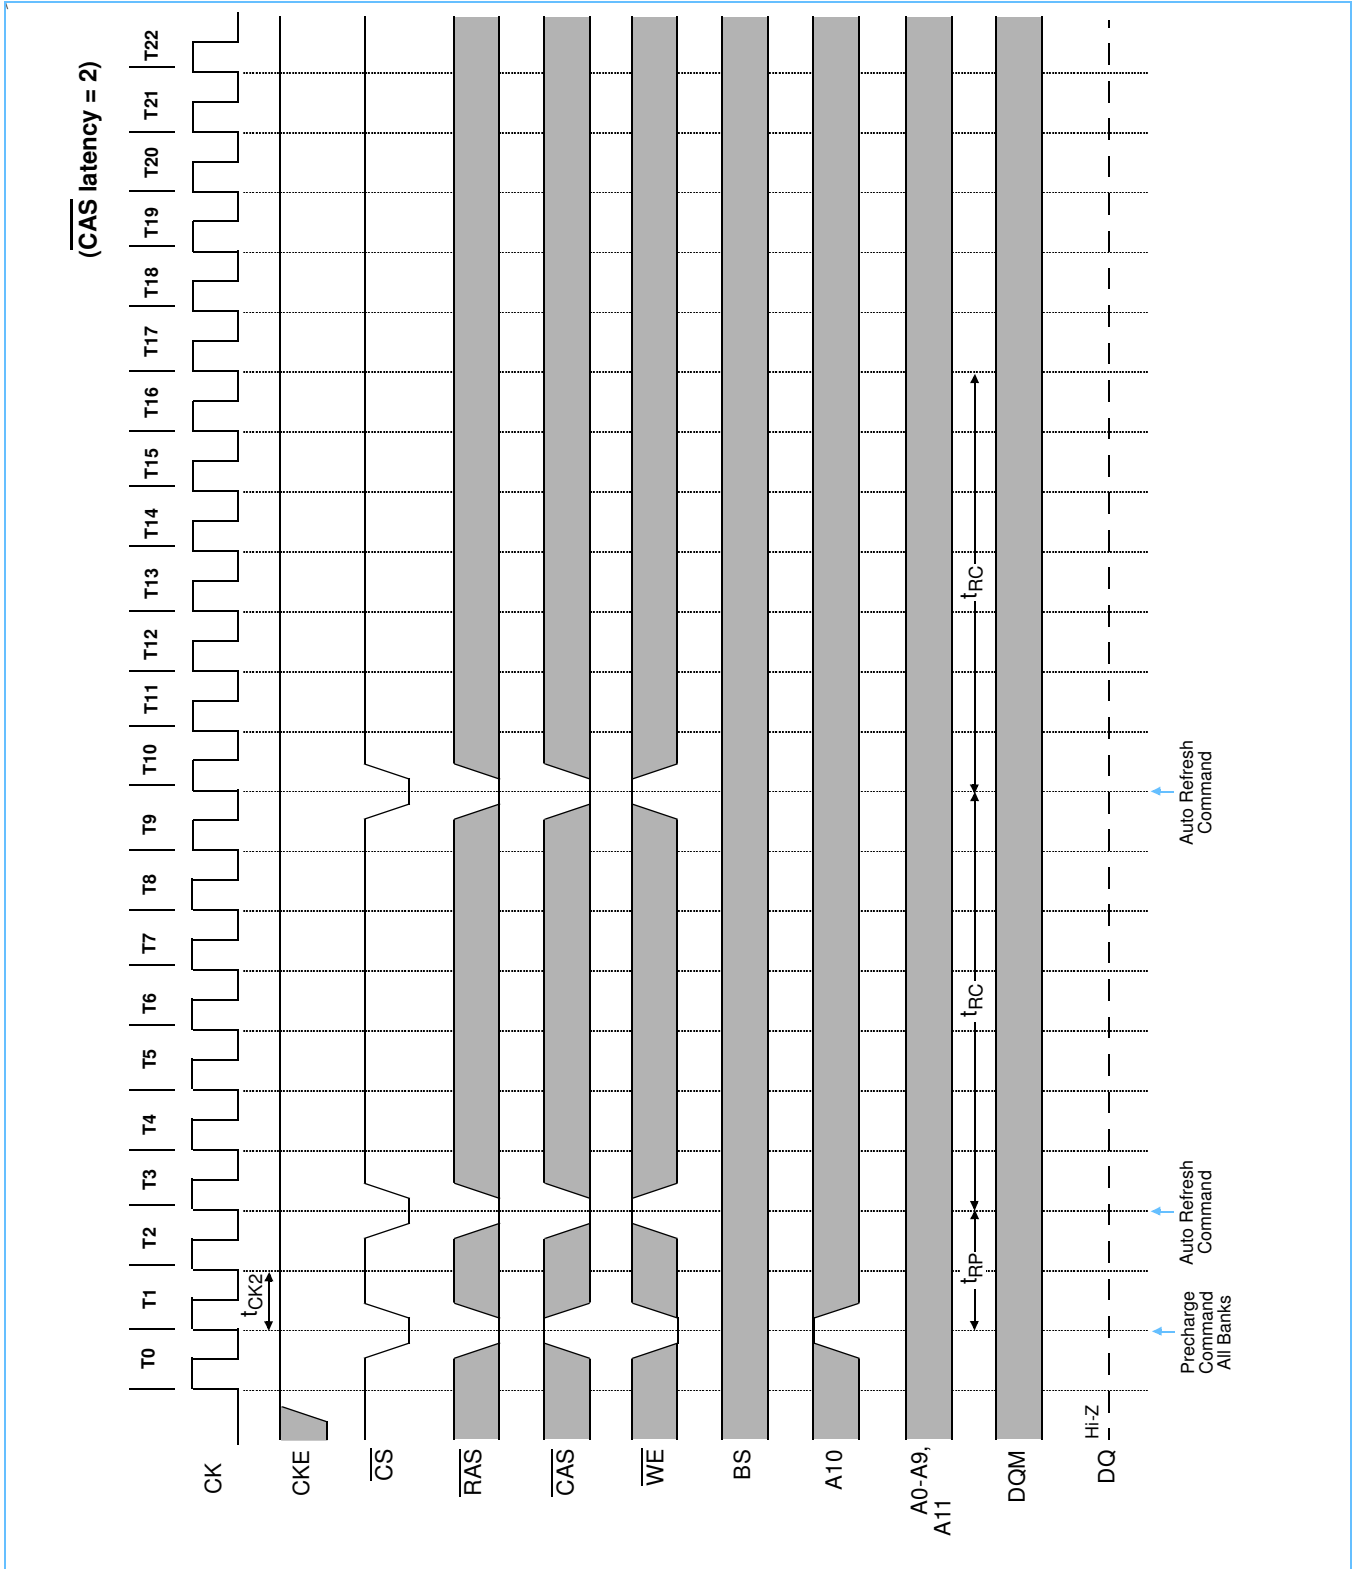 (CAS latency = 2)
T0 T1 T2 T3 T4 T5 T6 T7 T8 T9 T10 T11 T12 T13 T14 T15 T16 T17 T18 T19 T20 T21 T22
CK
tCK2
CKE
CS
RAS
CAS
WE
BS
A10
A0-A9,
A11
tRP
tRC
tRC
DQM
DQ
Hi-Z
Precharge
Command
All Banks
Auto Refresh
Command
Auto Refresh
Command